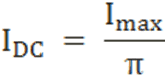 I_DC = I_max / π